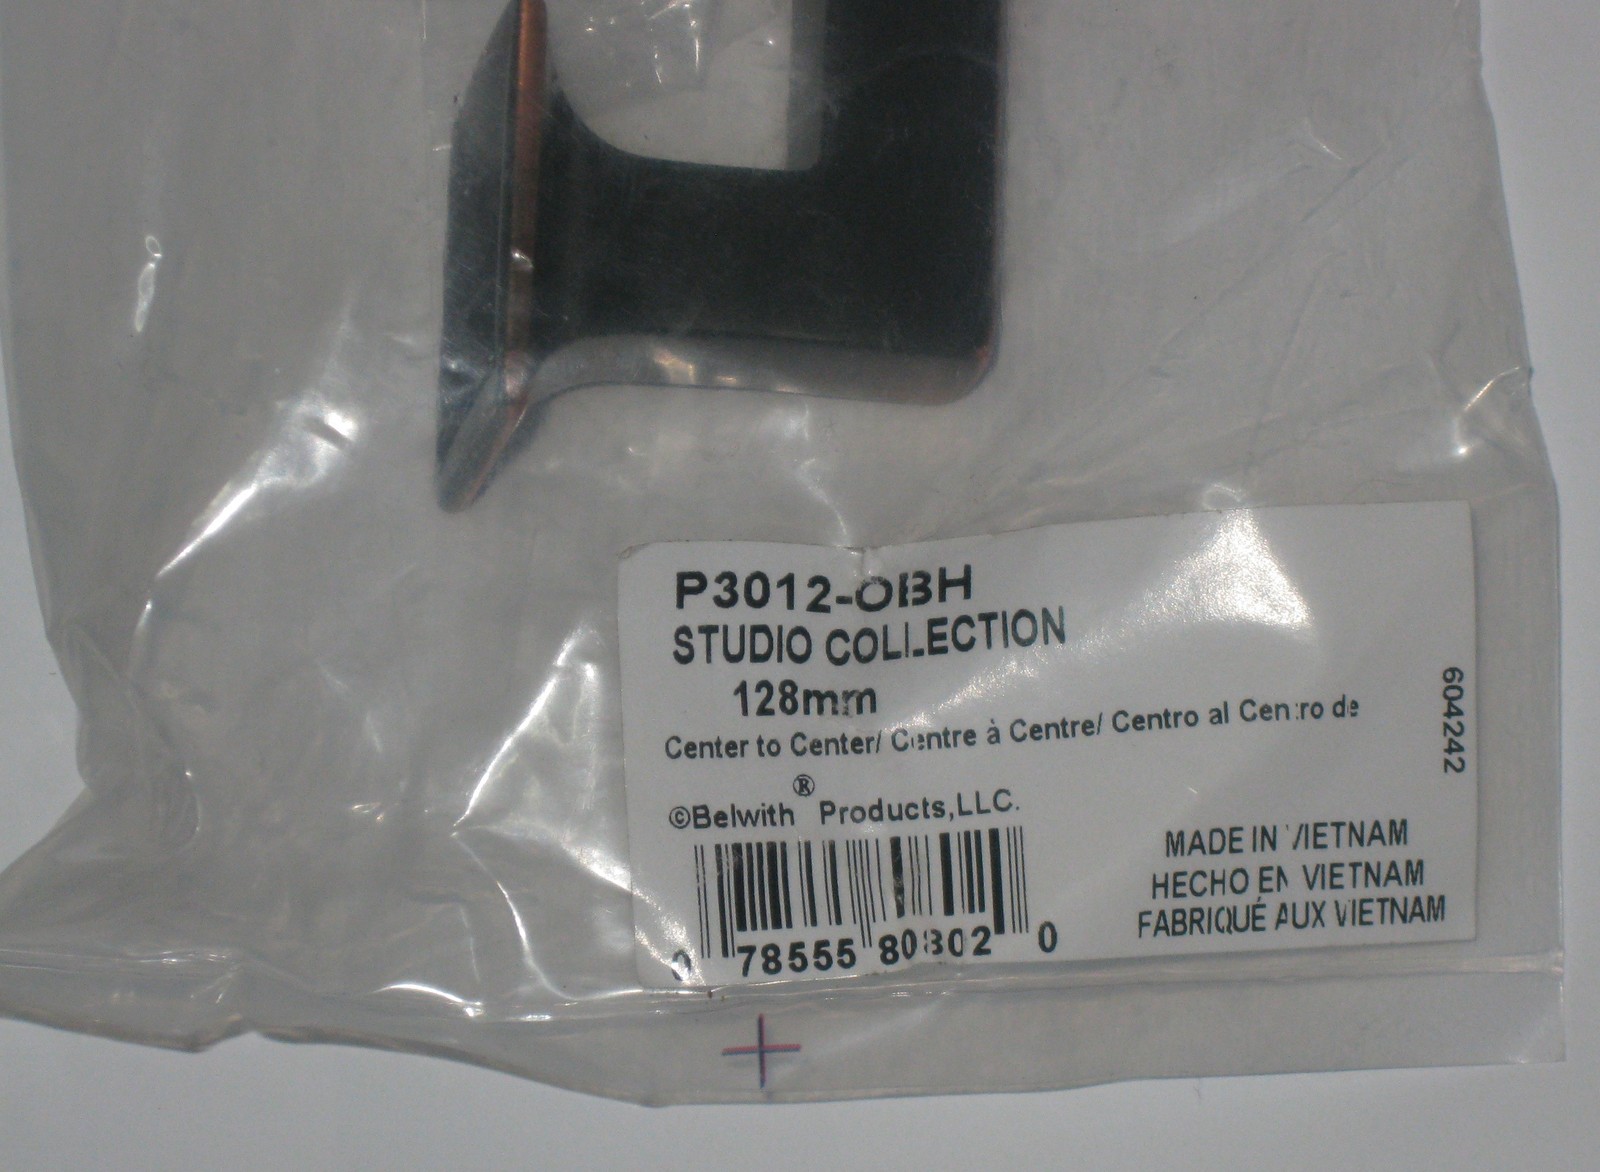 P3012-OBH
STUDIO COLLECTION
128mm
Center to Center/ Centre à Centre/ Centro al Centro de
604242
©Belwith® Products,LLC.
0 78555 80802 0
MADE IN VIETNAM
HECHO EN VIETNAM
FABRIQUÉ AUX VIETNAM